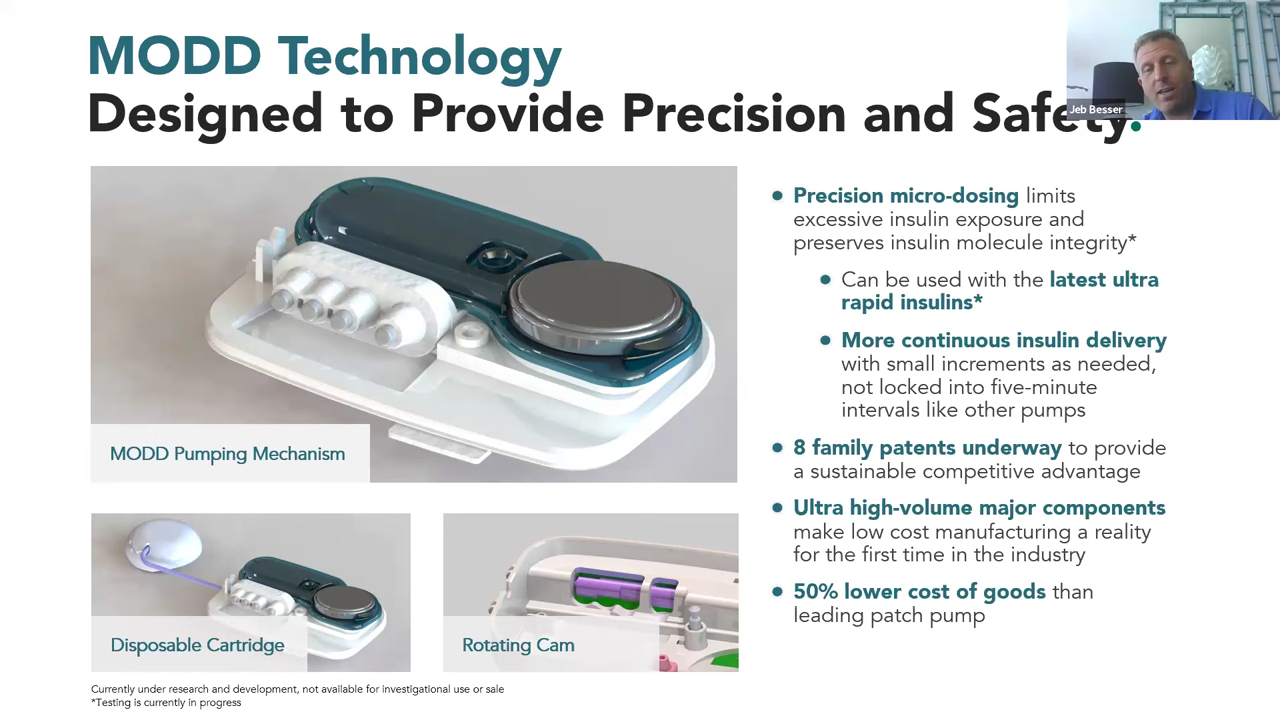 MODD Technology
Designed to Provide Precision and Safety.
Jeb Besser
Precision micro-dosing limits
excessive insulin exposure and
preserves insulin molecule integrity*
Can be used with the latest ultra
rapid insulins*
More continuous insulin delivery
with small increments as needed,
not locked into five-minute
intervals like other pumps
8 family patents underway to provide
a sustainable competitive advantage
Ultra high-volume major components
make low cost manufacturing a reality
for the first time in the industry
50% lower cost of goods than
leading patch pump
MODD Pumping Mechanism
Disposable Cartridge
Rotating Cam
Currently under research and development, not available for investigational use or sale
*Testing is currently in progress